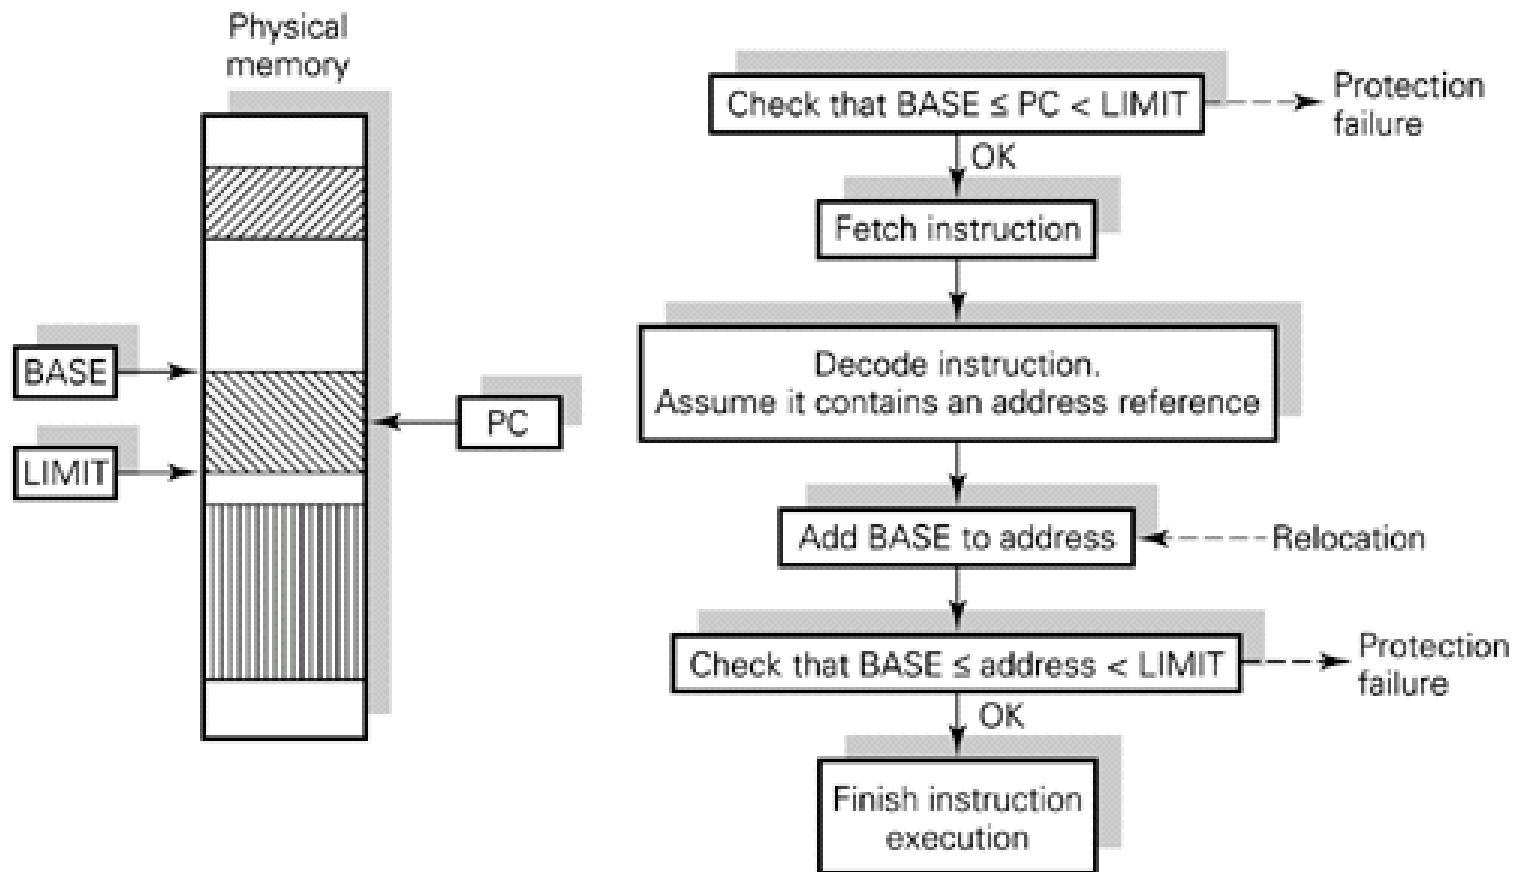 Physical
memory
BASE
LIMIT
PC
Check that BASE ≤ PC < LIMIT
Protection
failure
OK
Fetch instruction
Decode instruction.
Assume it contains an address reference
Add BASE to address
Relocation
Check that BASE ≤ address < LIMIT
Protection
failure
OK
Finish instruction
execution